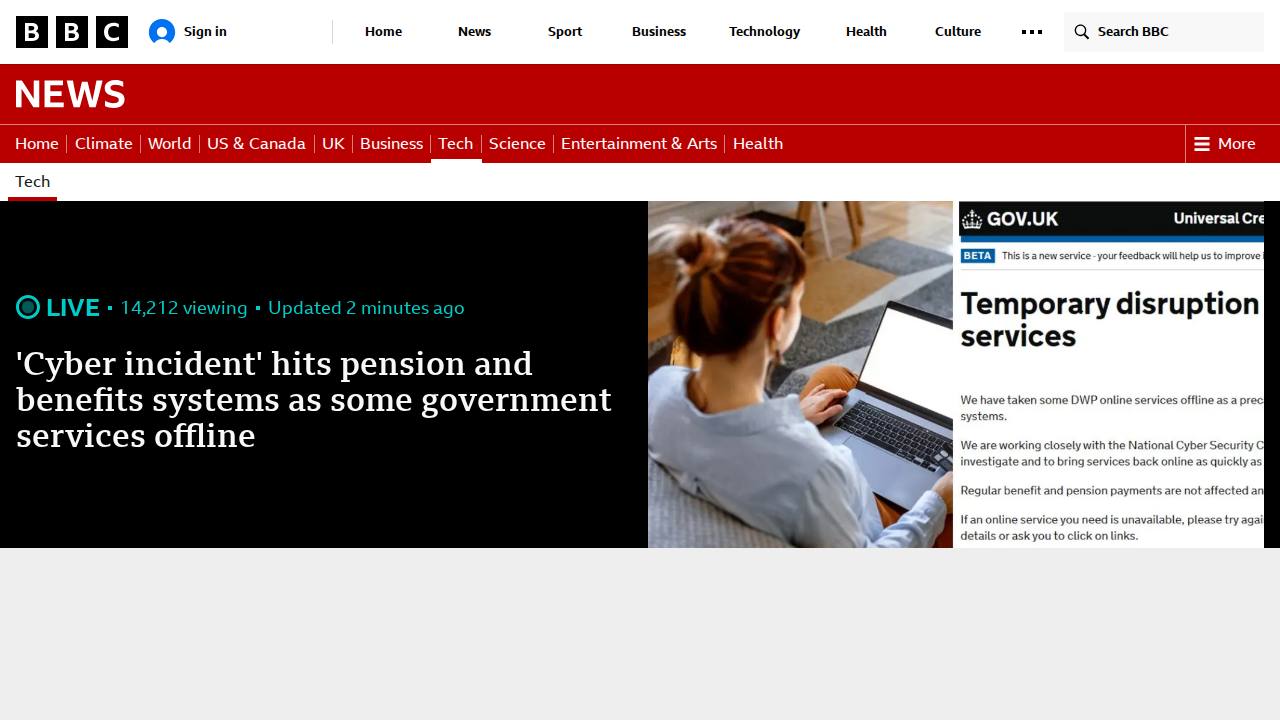 BBC
Sign in
Home
News
Sport
Business
Technology
Health
Culture
Search BBC
NEWS
Home
Climate
World
US & Canada
UK
Business
Tech
Science
Entertainment & Arts
Health
More
Tech
LIVE
14,212 viewing
Updated 2 minutes ago
'Cyber incident' hits pension and
benefits systems as some government
services offline
GOV.UK
Universal Cre
BETA
This is a new service - your feedback will help us to improve i
Temporary disruption
services
We have taken some DWP online services offline as a prec
systems.
We are working closely with the National Cyber Security C
investigate and to bring services back online as quickly as
Regular benefit and pension payments are not affected an
If an online service you need is unavailable, please try agai
details or ask you to click on links.